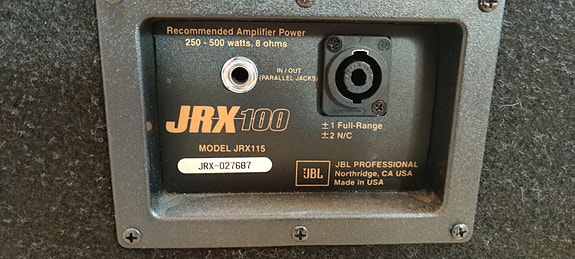 Recommended Amplifier Power
250 - 500 watts, 8 ohms
IN / OUT
(PARALLEL JACKS)
JRX100
± 1 Full-Range
± 2 N/C
MODEL JRX115
JRX-027687
JBL
JBL PROFESSIONAL
Northridge, CA USA
Made in USA